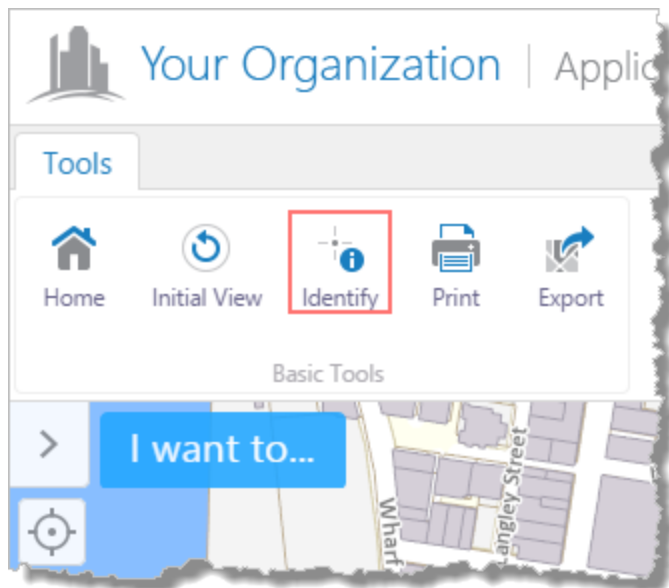 Your Organization | Applic
Tools
Home Initial View Identify Print Export
Basic Tools
I want to...
Wharf
Langley Street